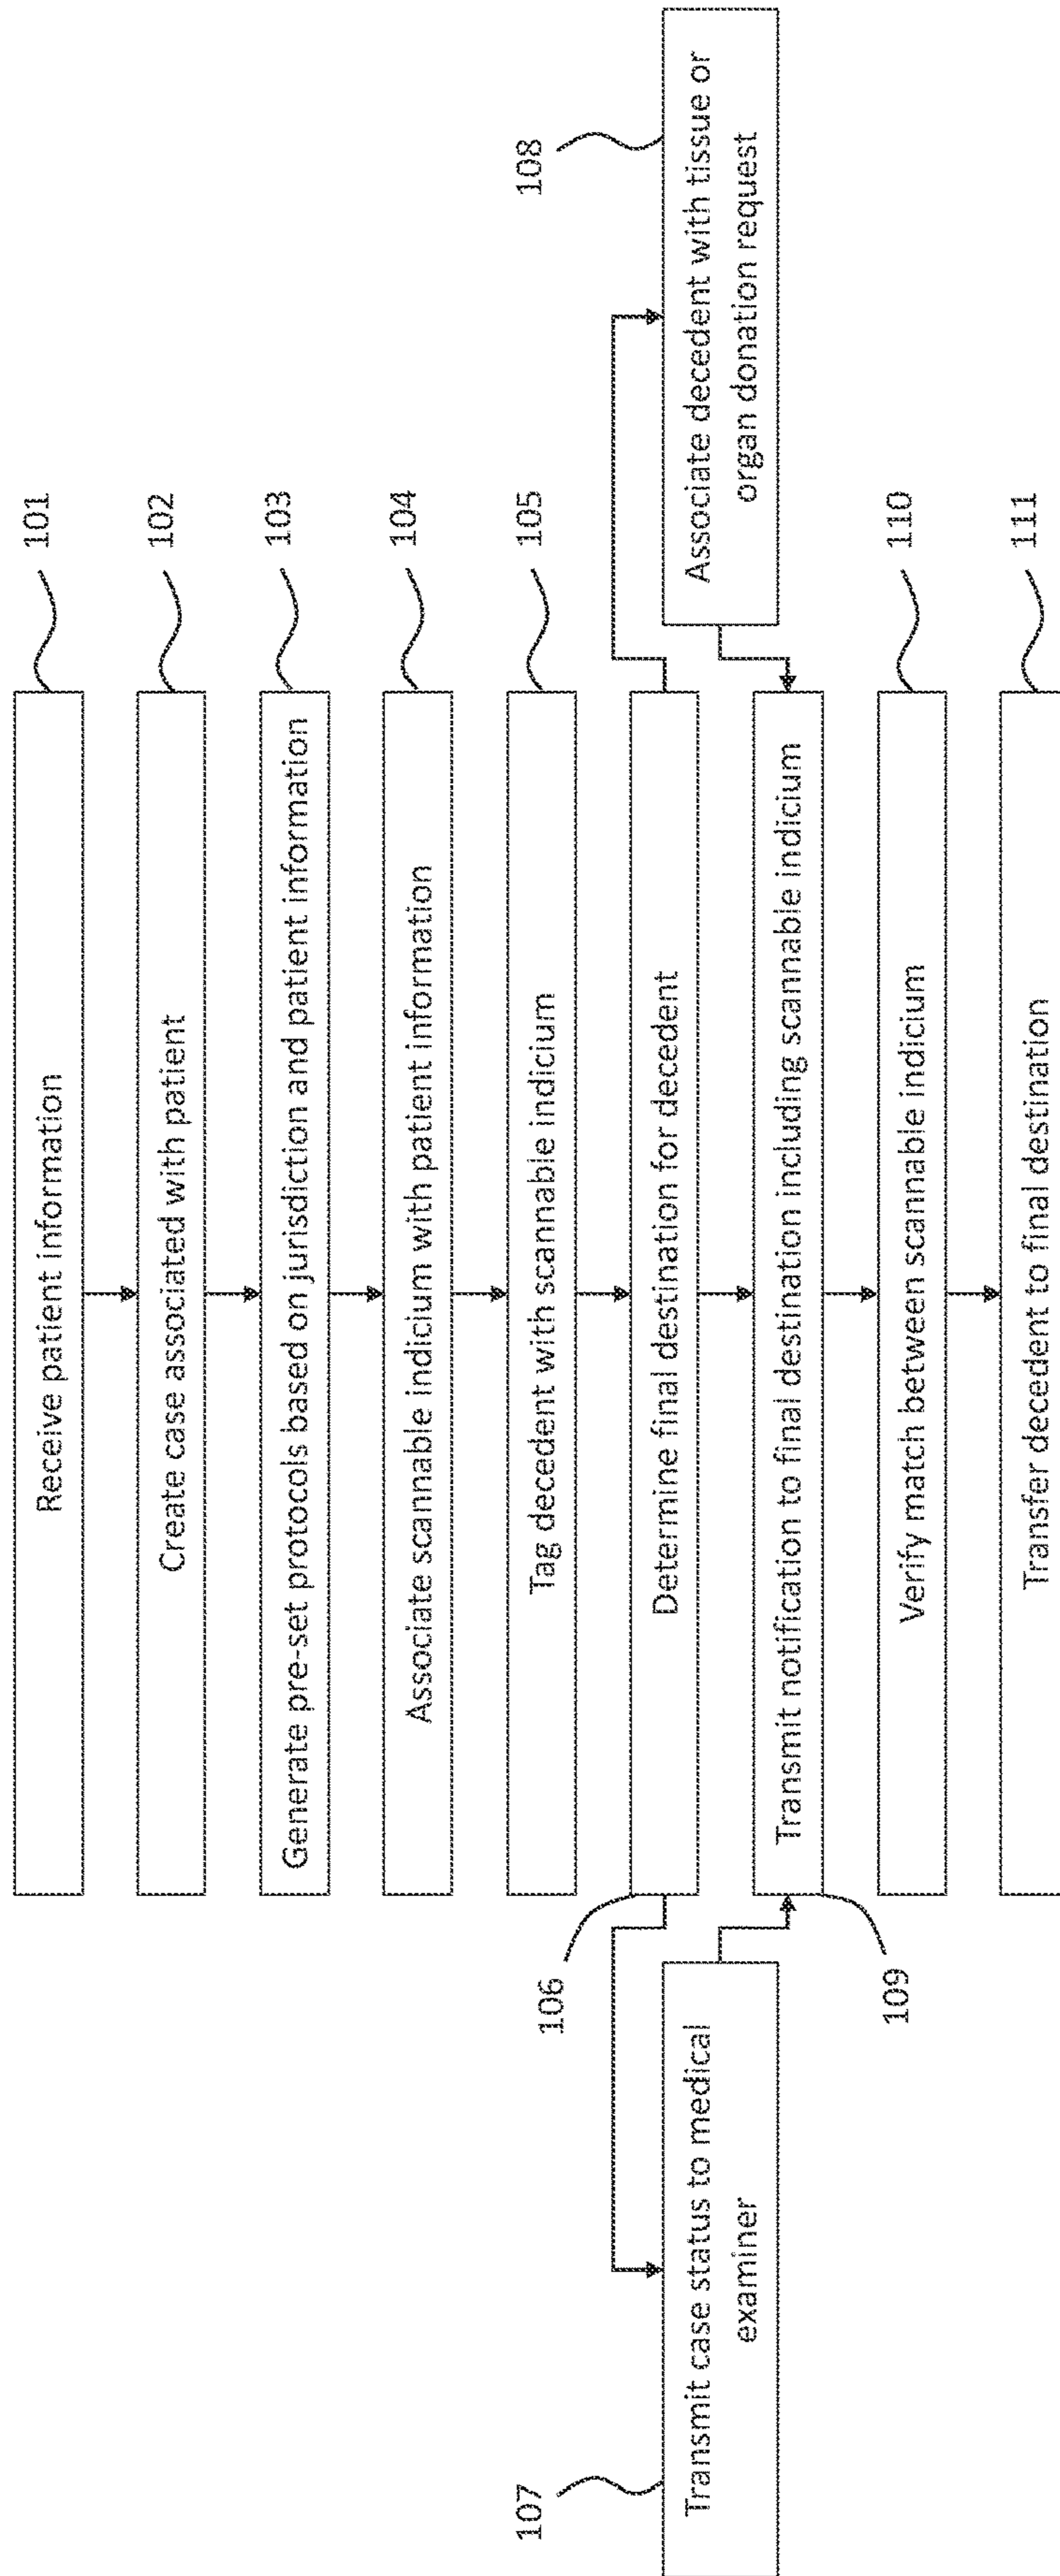 Receive patient information
101
Create case associated with patient
102
Generate pre-set protocols based on jurisdiction and patient information
103
Associate scannable indicium with patient information
104
Tag decedent with scannable indicium
105
Determine final destination for decedent
106
107
Transmit case status to medical
examiner
108
Associate decedent with tissue or
organ donation request
Transmit notification to final destination including scannable indicium
109
Verify match between scannable indicium
110
Transfer decedent to final destination
111